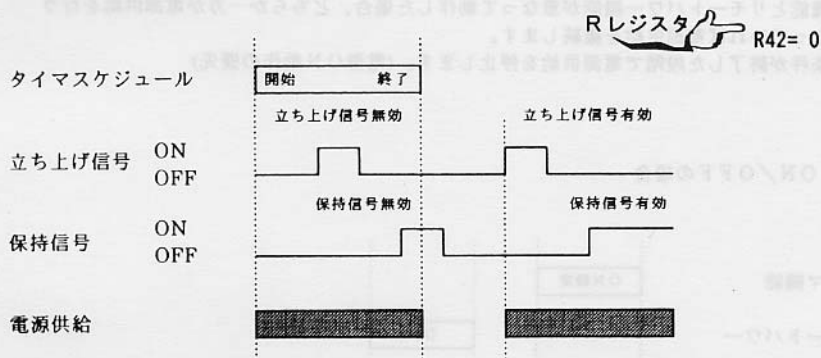 Rレジスタ
R42= 0
タイマスケジュール
開始 終了
立ち上げ信号無効 立ち上げ信号有効
立ち上げ信号 ON
OFF
保持信号無効 保持信号有効
保持信号 ON
OFF
電源供給